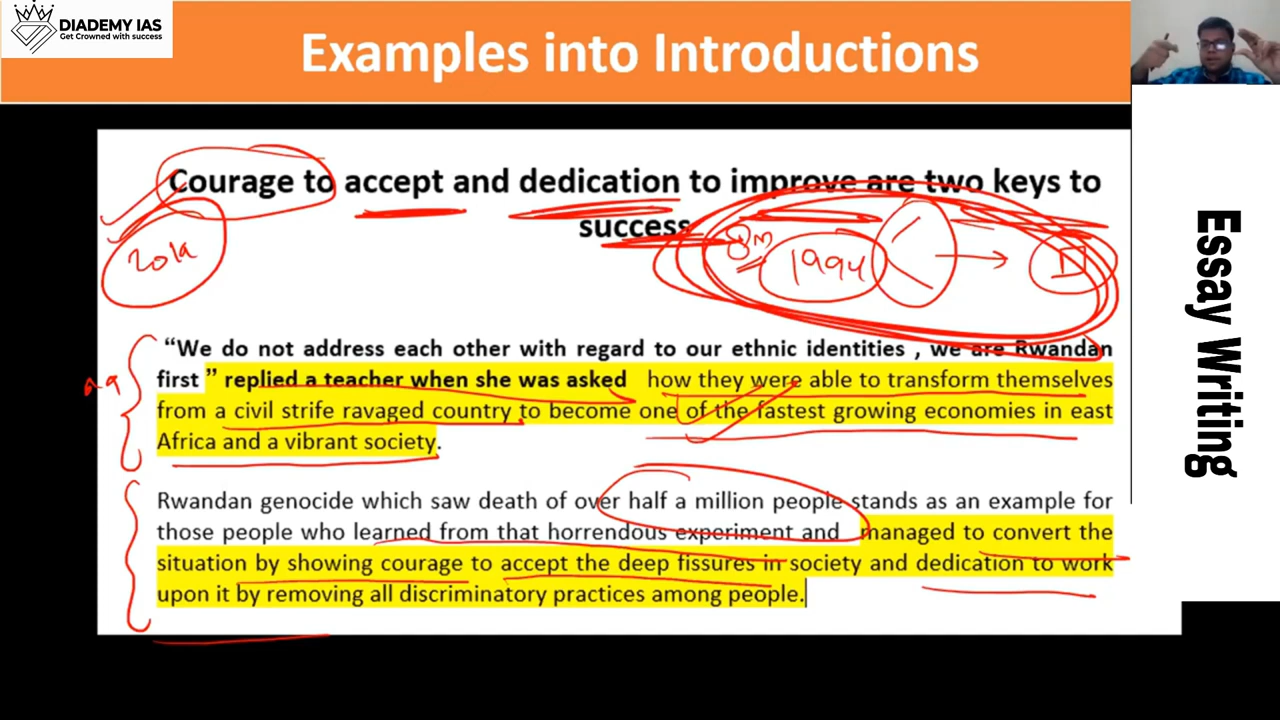 DIADEMY IAS
Get Crowned with success
Examples into Introductions
Courage to accept and dedication to improve are two keys to
success
2019
1994
“We do not address each other with regard to our ethnic identities , we are Rwandan
first ” replied a teacher when she was asked how they were able to transform themselves
from a civil strife ravaged country to become one of the fastest growing economies in east
Africa and a vibrant society.
Rwandan genocide which saw death of over half a million people stands as an example for
those people who learned from that horrendous experiment and managed to convert the
situation by showing courage to accept the deep fissures in society and dedication to work
upon it by removing all discriminatory practices among people.
Essay Writing